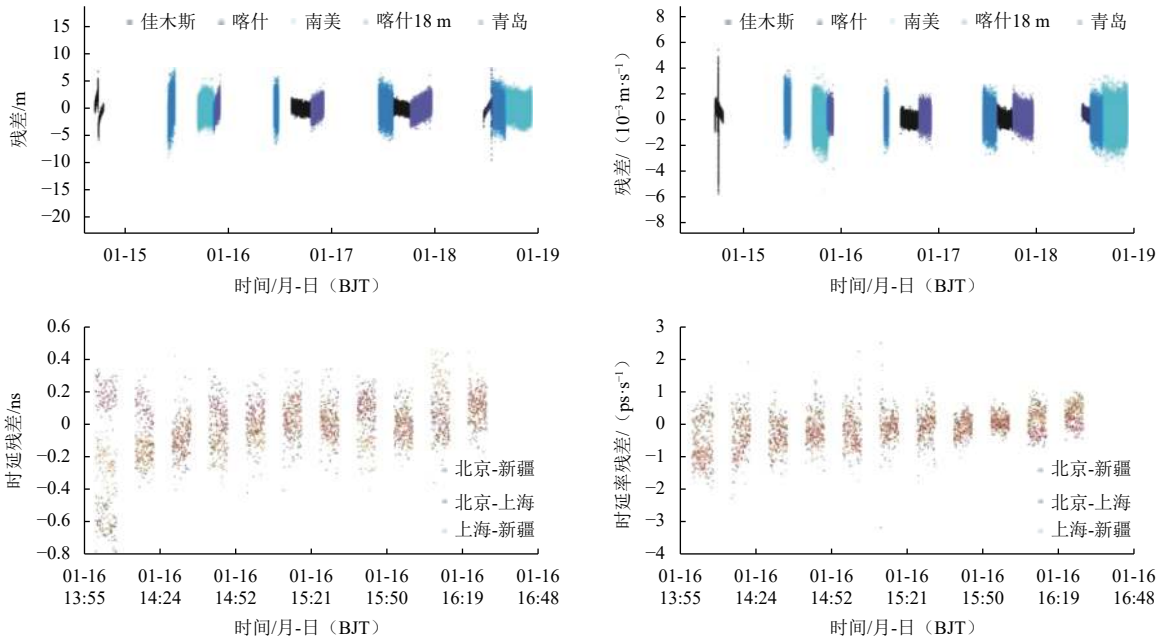 佳木斯 喀什 南美 喀什18 m 青岛
15
10
5
0
−5
−10
−15
−20
残差/m
01-15 01-16 01-17 01-18 01-19
时间/月-日（BJT）
佳木斯 喀什 南美 喀什18 m 青岛
8
6
4
2
0
−2
−4
−6
−8
残差/（10⁻³ m·s⁻¹）
01-15 01-16 01-17 01-18 01-19
时间/月-日（BJT）
0.6
0.4
0.2
0
−0.2
−0.4
−0.6
−0.8
时延残差/ns
北京-新疆
北京-上海
上海-新疆
01-16 01-16 01-16 01-16 01-16 01-16 01-16
13:55 14:24 14:52 15:21 15:50 16:19 16:48
时间/月-日（BJT）
3
2
1
0
−1
−2
−3
−4
时延率残差/（ps·s⁻¹）
北京-新疆
北京-上海
上海-新疆
01-16 01-16 01-16 01-16 01-16 01-16 01-16
13:55 14:24 14:52 15:21 15:50 16:19 16:48
时间/月-日（BJT）